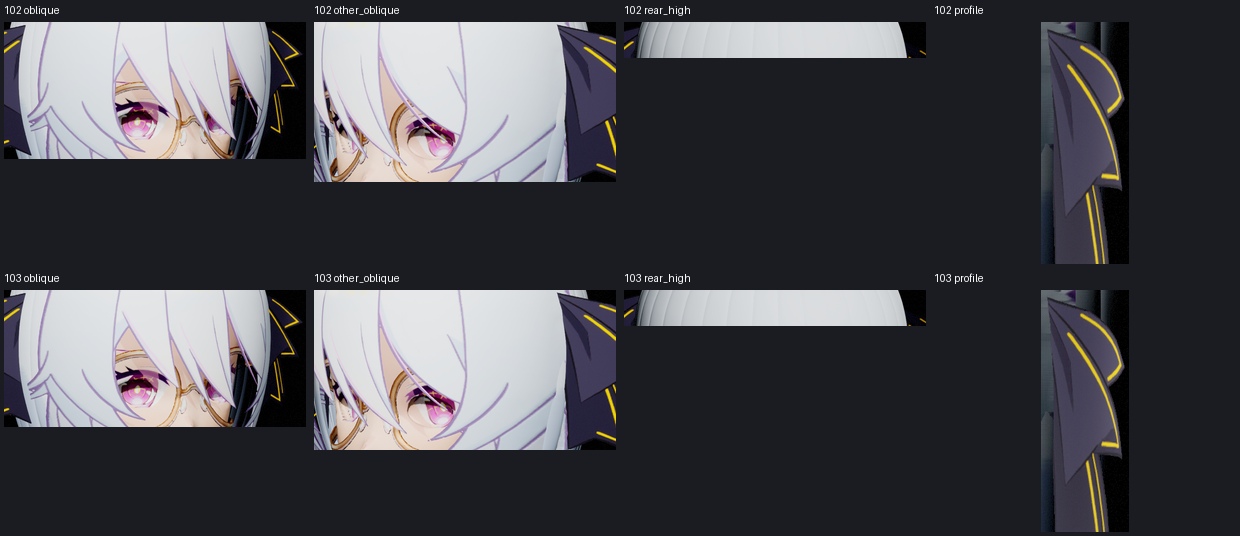 102 oblique
102 other_oblique
102 rear_high
102 profile
103 oblique
103 other_oblique
103 rear_high
103 profile